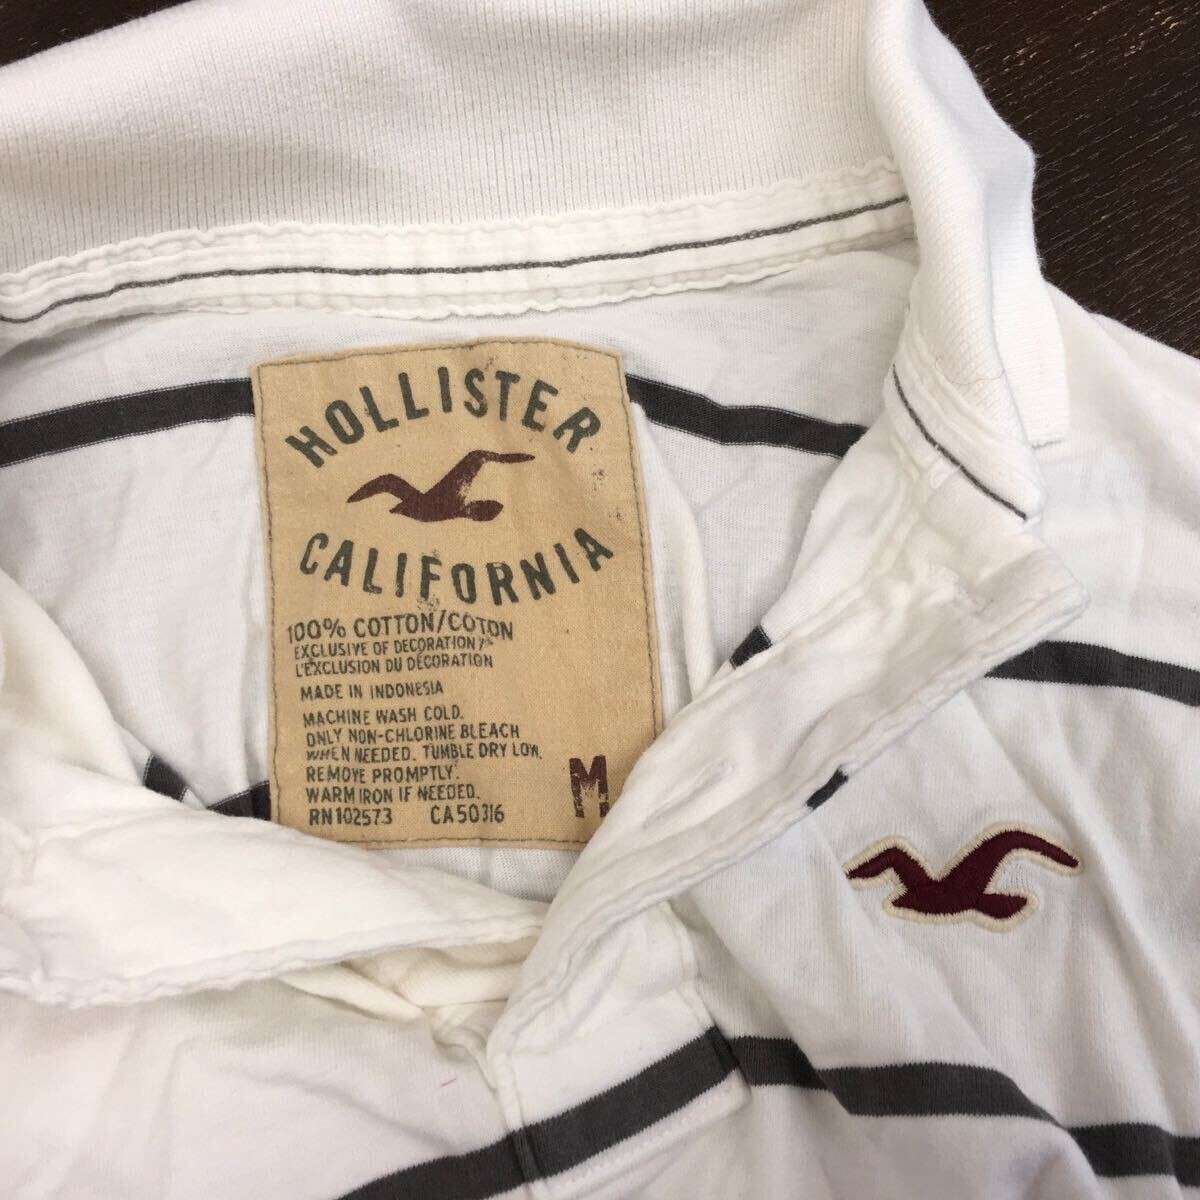 HOLLISTER
CALIFORNIA
100% COTTON/COTON
EXCLUSIVE OF DECORATION/
L'EXCLUSION DU DÉCORATION
MADE IN INDONESIA
MACHINE WASH COLD.
ONLY NON-CHLORINE BLEACH
WHEN NEEDED. TUMBLE DRY LOW.
REMOVE PROMPTLY.
WARM IRON IF NEEDED.
RN102573 CA50316
M